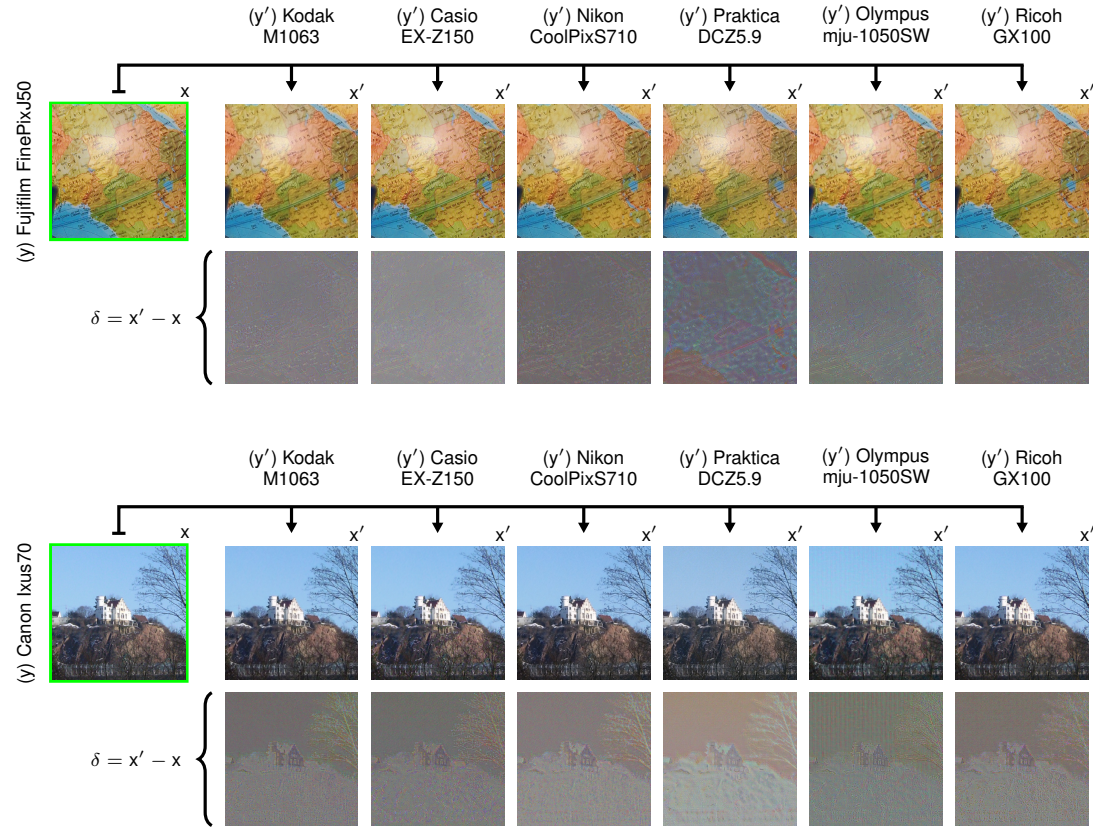 (y′) Kodak
M1063
(y′) Casio
EX-Z150
(y′) Nikon
CoolPixS710
(y′) Praktica
DCZ5.9
(y′) Olympus
mju-1050SW
(y′) Ricoh
GX100
x
x′
x′
x′
x′
x′
x′
(y) Fujifilm FinePixJ50
δ = x′ − x
(y′) Kodak
M1063
(y′) Casio
EX-Z150
(y′) Nikon
CoolPixS710
(y′) Praktica
DCZ5.9
(y′) Olympus
mju-1050SW
(y′) Ricoh
GX100
x
x′
x′
x′
x′
x′
x′
(y) Canon Ixus70
δ = x′ − x